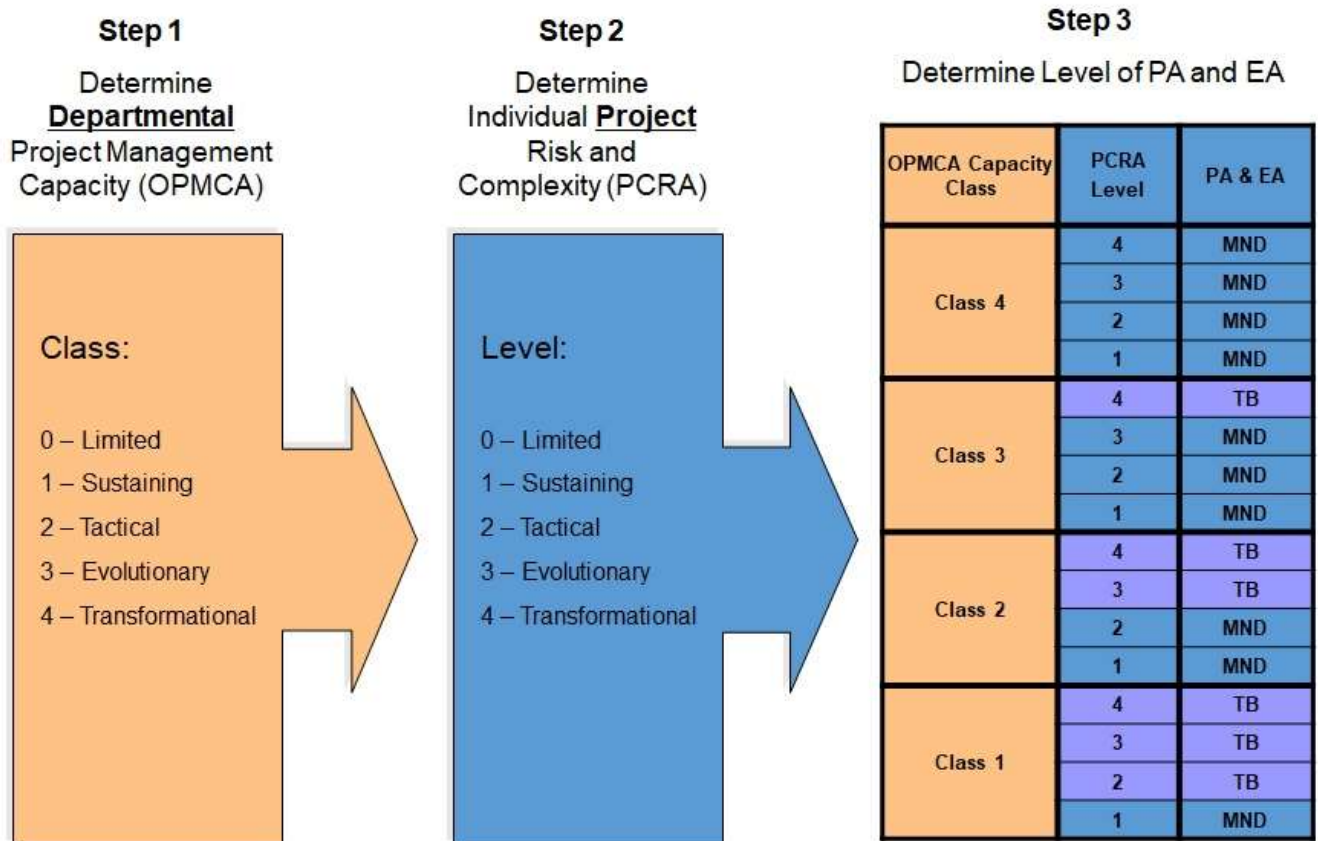 Step 1
Determine
Departmental
Project Management
Capacity (OPMCA)
Class:
0 – Limited
1 – Sustaining
2 – Tactical
3 – Evolutionary
4 – Transformational
Step 2
Determine
Individual Project
Risk and
Complexity (PCRA)
Level:
0 – Limited
1 – Sustaining
2 – Tactical
3 – Evolutionary
4 – Transformational
Step 3
Determine Level of PA and EA
OPMCA Capacity
Class
PCRA
Level
PA & EA
Class 4
4 MND
3 MND
2 MND
1 MND
Class 3
4 TB
3 MND
2 MND
1 MND
Class 2
4 TB
3 TB
2 MND
1 MND
Class 1
4 TB
3 TB
2 TB
1 MND